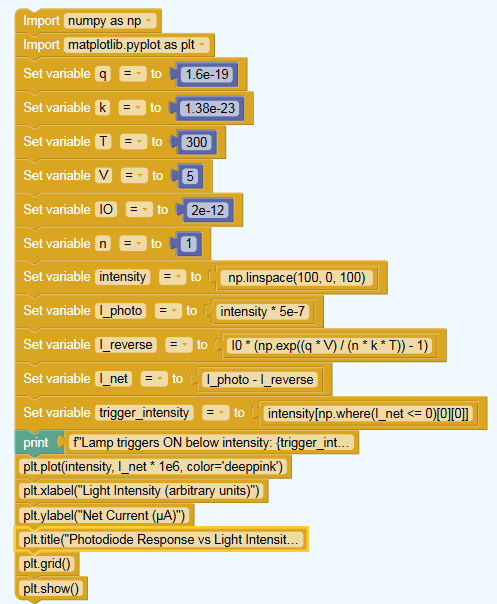 Import numpy as np
Import matplotlib.pyplot as plt
Set variable q = to 1.6e-19
Set variable k = to 1.38e-23
Set variable T = to 300
Set variable V = to 5
Set variable IO = to 2e-12
Set variable n = to 1
Set variable intensity = to np.linspace(100, 0, 100)
Set variable I_photo = to intensity * 5e-7
Set variable I_reverse = to I0 * (np.exp((q * V) / (n * k * T)) - 1)
Set variable I_net = to I_photo - I_reverse
Set variable trigger_intensity = to intensity[np.where(I_net <= 0)[0][0]]
print f"Lamp triggers ON below intensity: {trigger_int...
plt.plot(intensity, I_net * 1e6, color='deeppink')
plt.xlabel("Light Intensity (arbitrary units)")
plt.ylabel("Net Current (µA)")
plt.title("Photodiode Response vs Light Intensit...
plt.grid()
plt.show()